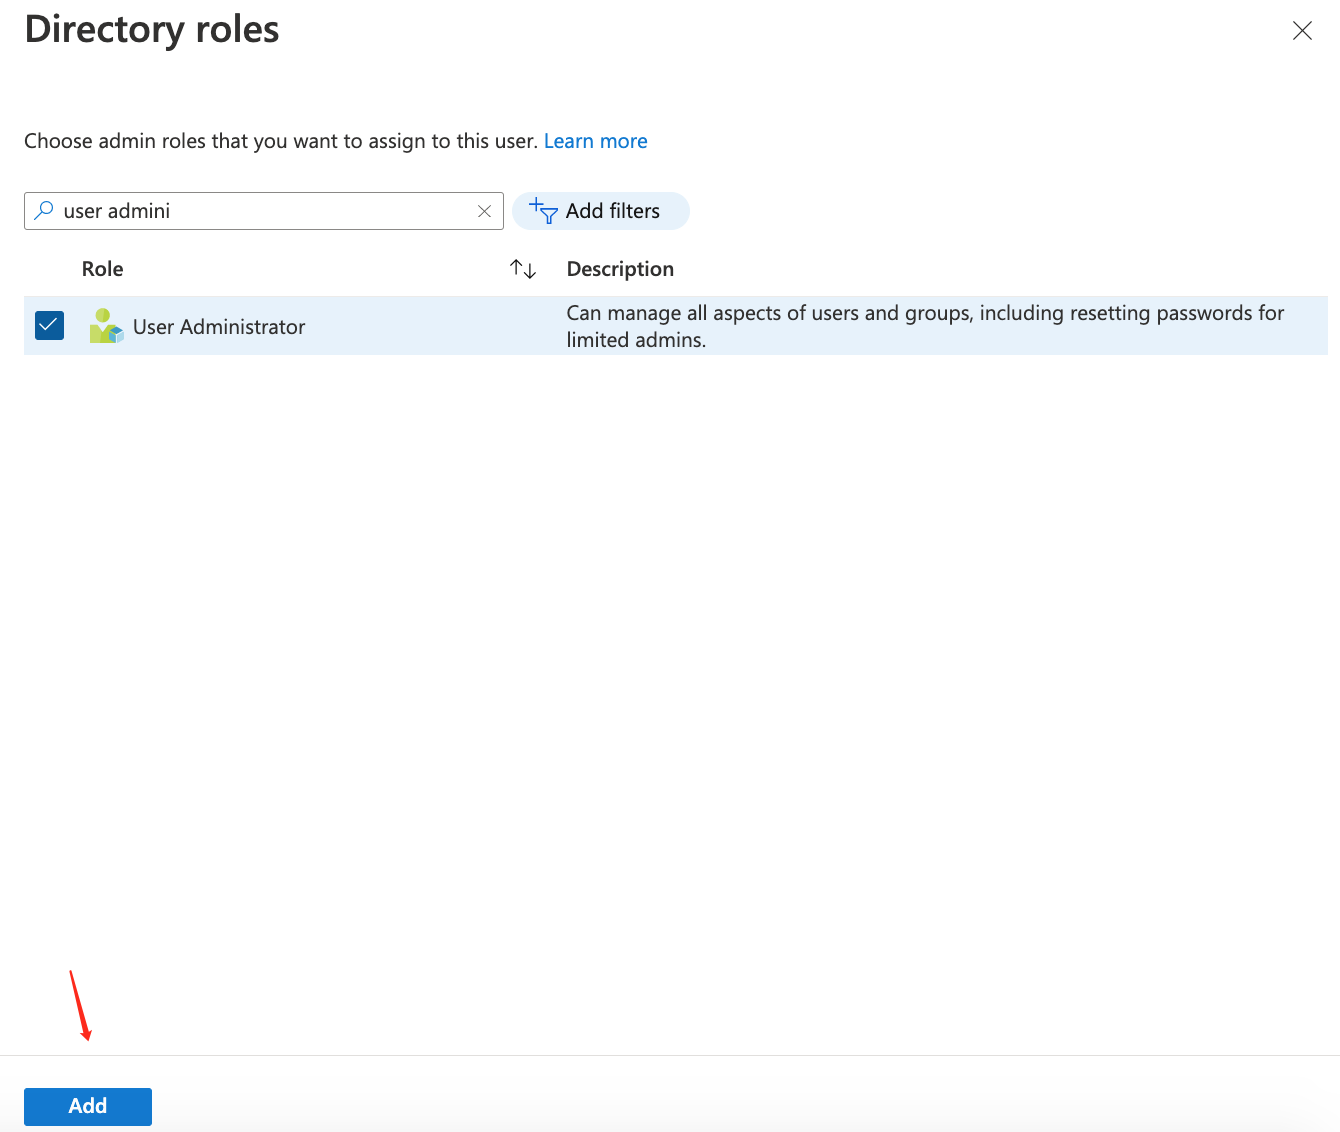 Directory roles
Choose admin roles that you want to assign to this user. Learn more
user admini
Add filters
Role
Description
User Administrator
Can manage all aspects of users and groups, including resetting passwords for
limited admins.
Add